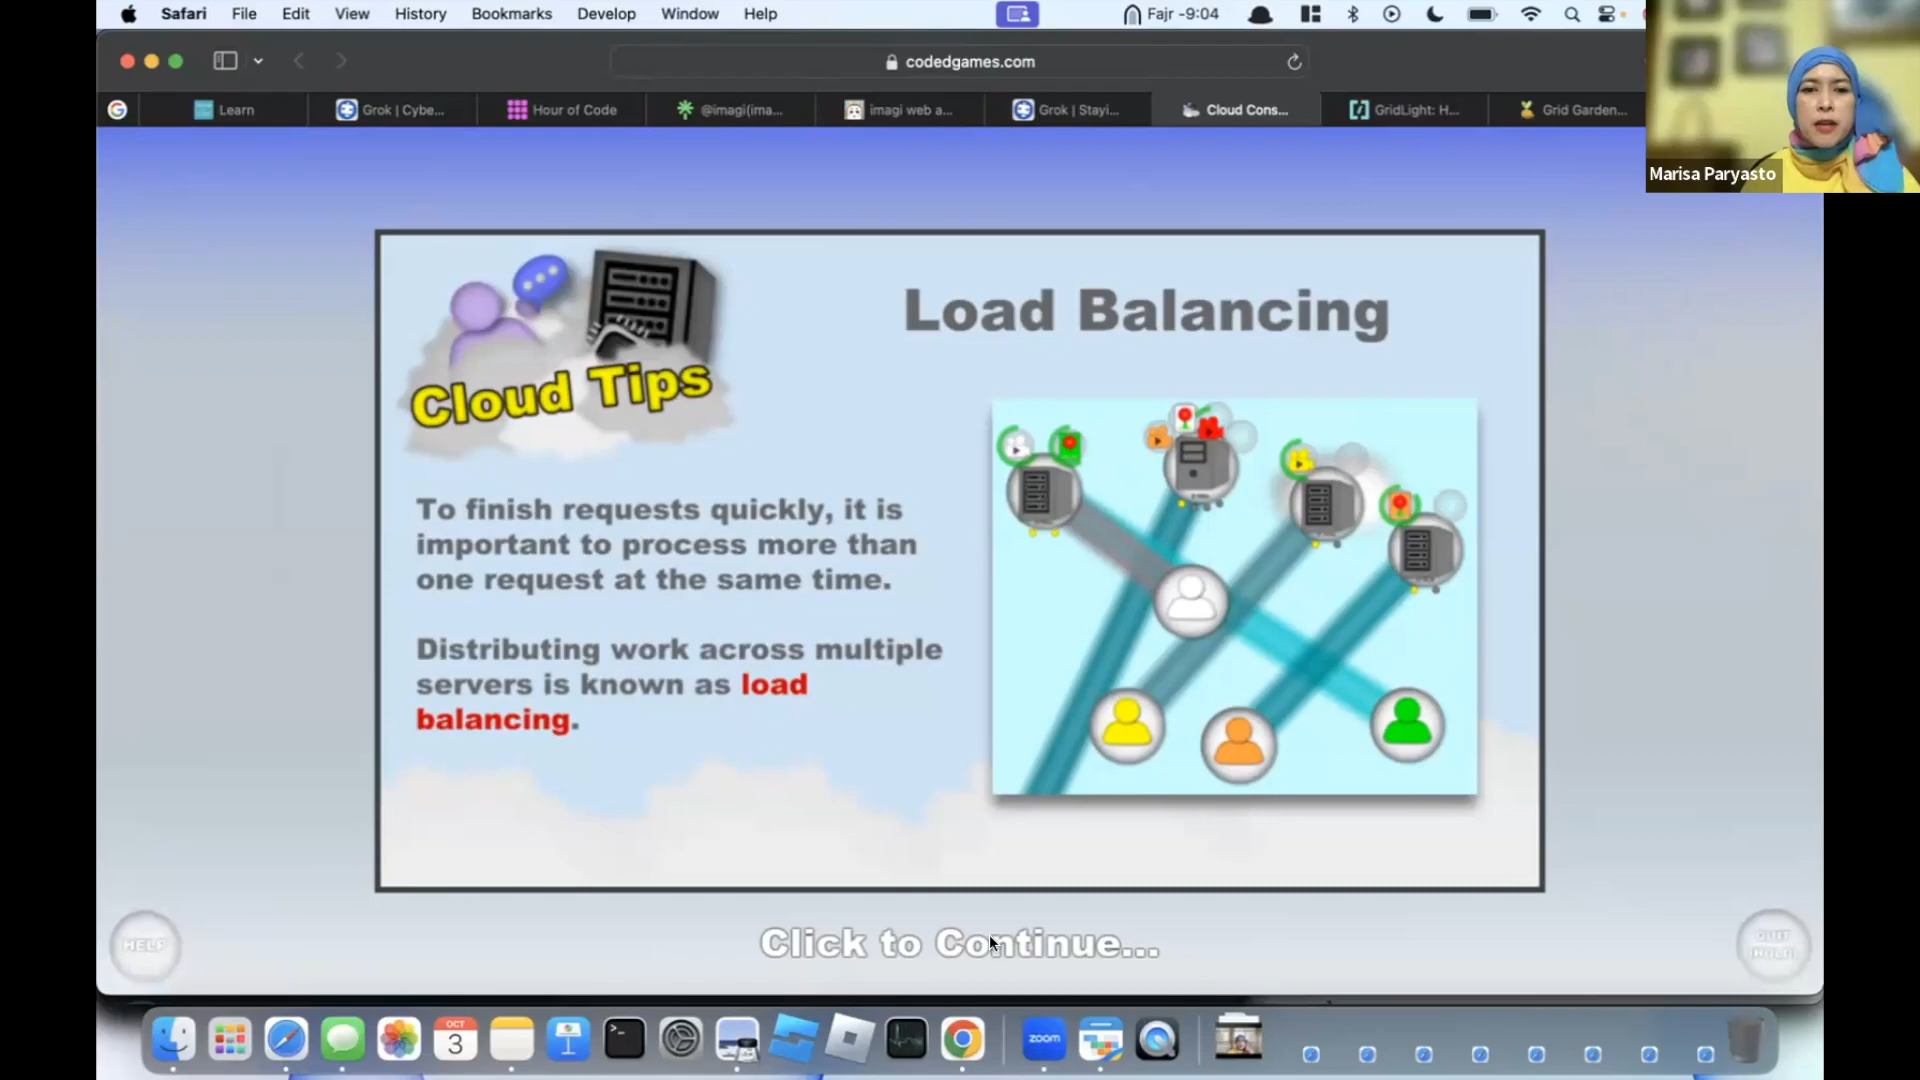 Safari File Edit View History Bookmarks Develop Window Help Fajr -9:04
codedgames.com
Learn Grok | Cybe... Hour of Code @imagi(ima... imagi web a... Grok | Stayi... Cloud Cons... GridLight: H... Grid Garden...
Marisa Paryasto
Cloud Tips
Load Balancing
To finish requests quickly, it is
important to process more than
one request at the same time.
Distributing work across multiple
servers is known as load
balancing.
HELP
Click to Continue...
QUIT
OCT
3
zoom